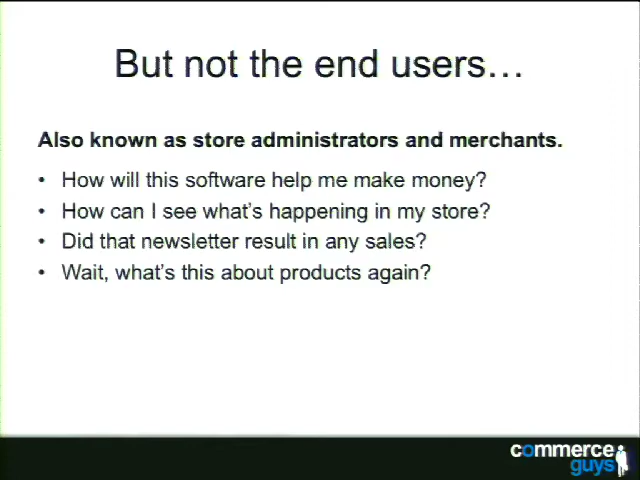 But not the end users…
Also known as store administrators and merchants.
• How will this software help me make money?
• How can I see what's happening in my store?
• Did that newsletter result in any sales?
• Wait, what's this about products again?
commerce
guys